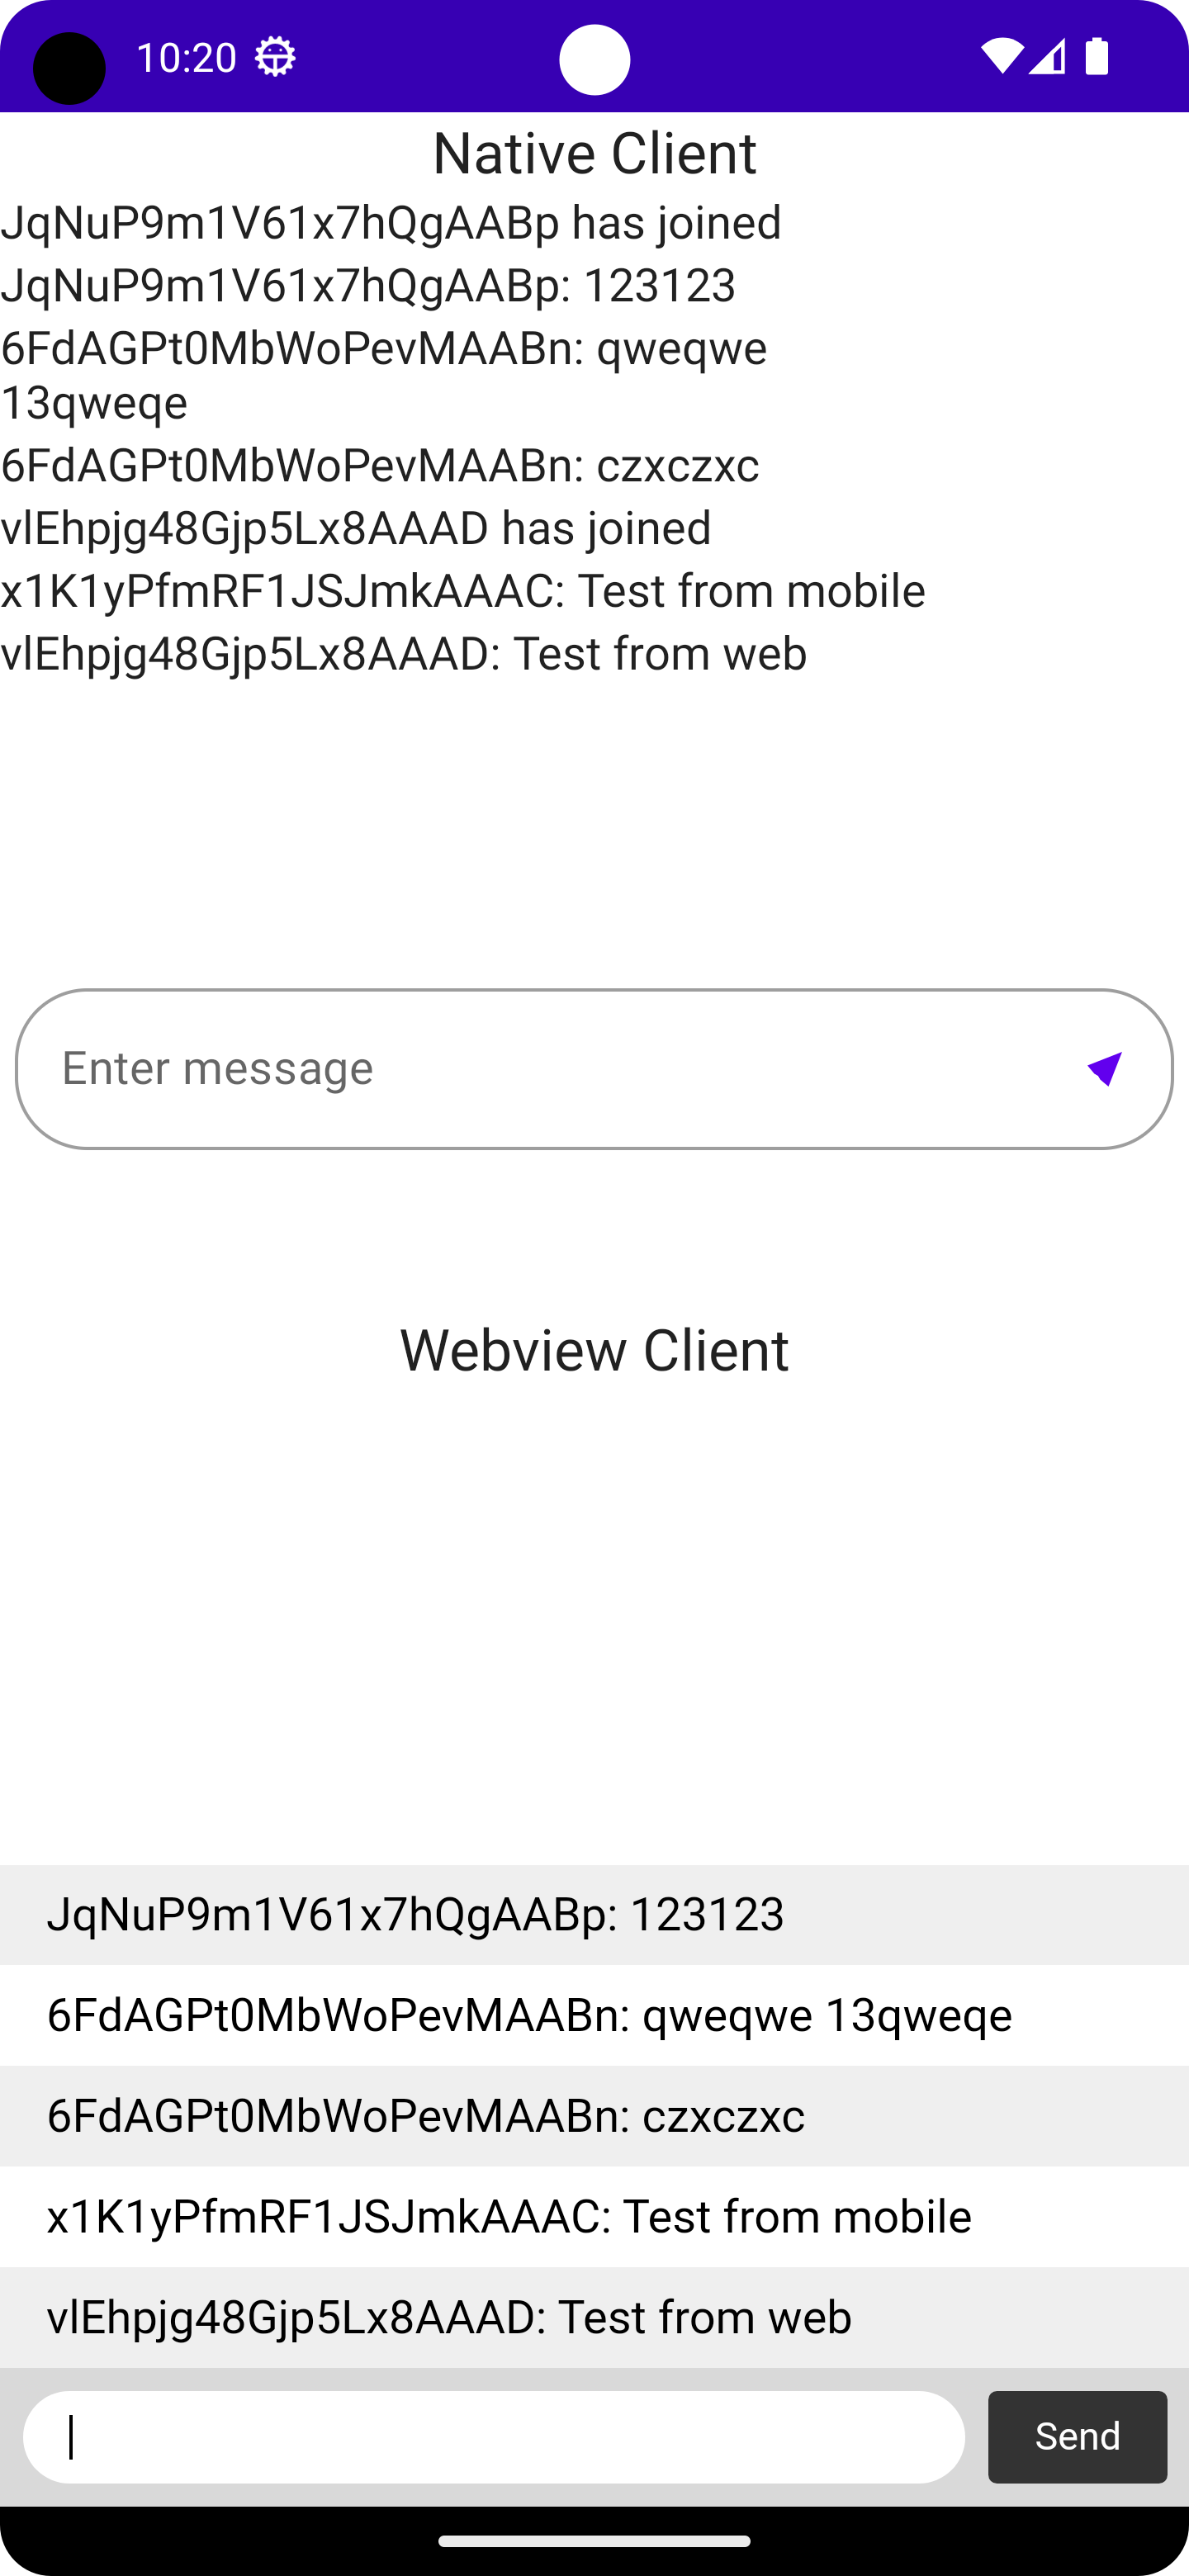 10:20
Native Client
JqNuP9m1V61x7hQgAABp has joined
JqNuP9m1V61x7hQgAABp: 123123
6FdAGPt0MbWoPevMAABn: qweqwe
13qweqe
6FdAGPt0MbWoPevMAABn: czxczxc
vlEhpjg48Gjp5Lx8AAAD has joined
x1K1yPfmRF1JSJmkAAAC: Test from mobile
vlEhpjg48Gjp5Lx8AAAD: Test from web
Enter message
Webview Client
JqNuP9m1V61x7hQgAABp: 123123
6FdAGPt0MbWoPevMAABn: qweqwe 13qweqe
6FdAGPt0MbWoPevMAABn: czxczxc
x1K1yPfmRF1JSJmkAAAC: Test from mobile
vlEhpjg48Gjp5Lx8AAAD: Test from web
Send